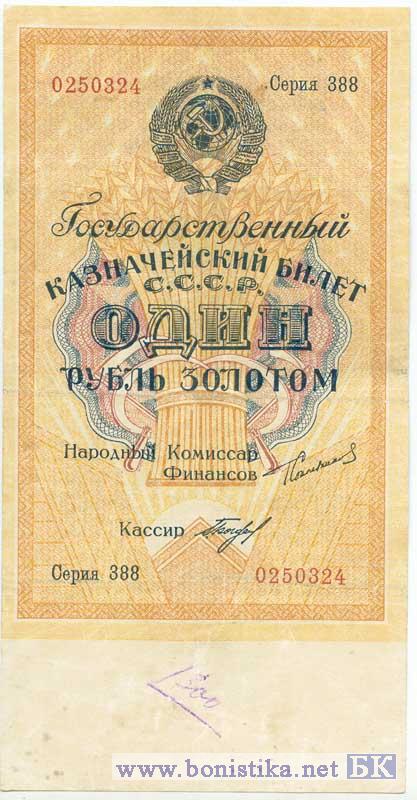 0250324 Серия 388
Государственный
КАЗНАЧЕЙСКИЙ БИЛЕТ
С.С.С.Р.
ОДИН
РУБЛЬ ЗОЛОТОМ
Народный Комиссар
Финансов
Кассир
Серия 388 0250324
www.bonistika.net БК